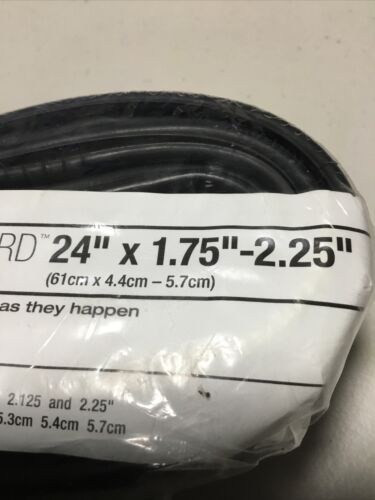 RD™ 24" x 1.75"-2.25"
(61cm x 4.4cm – 5.7cm)
as they happen
2.125 and 2.25"
5.3cm 5.4cm 5.7cm